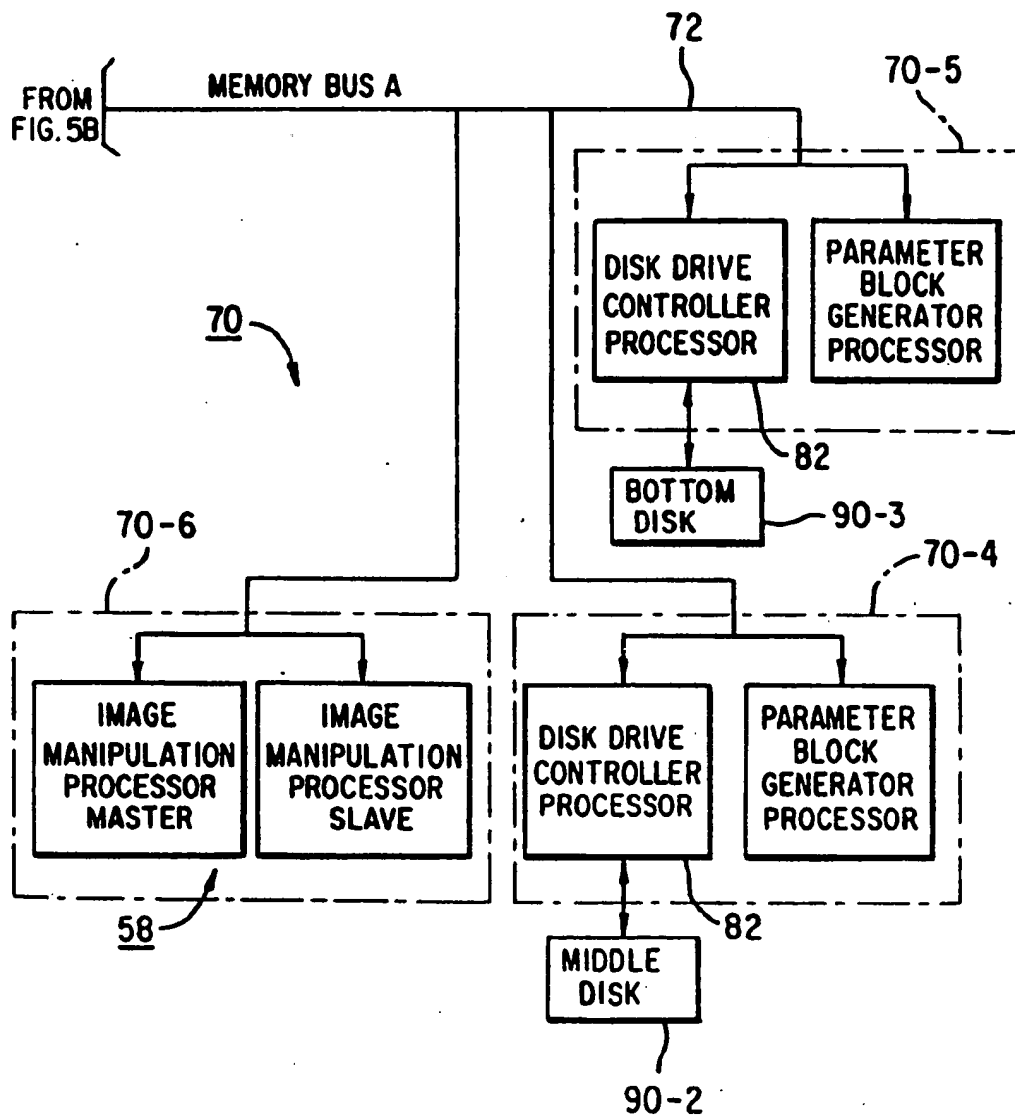 72
MEMORY BUS A
FROM
FIG. 5B
70-5
DISK DRIVE
CONTROLLER
PROCESSOR
PARAMETER
BLOCK
GENERATOR
PROCESSOR
70
82
BOTTOM
DISK
90-3
70-6
70-4
IMAGE
MANIPULATION
PROCESSOR
MASTER
IMAGE
MANIPULATION
PROCESSOR
SLAVE
DISK DRIVE
CONTROLLER
PROCESSOR
PARAMETER
BLOCK
GENERATOR
PROCESSOR
58
82
MIDDLE
DISK
90-2